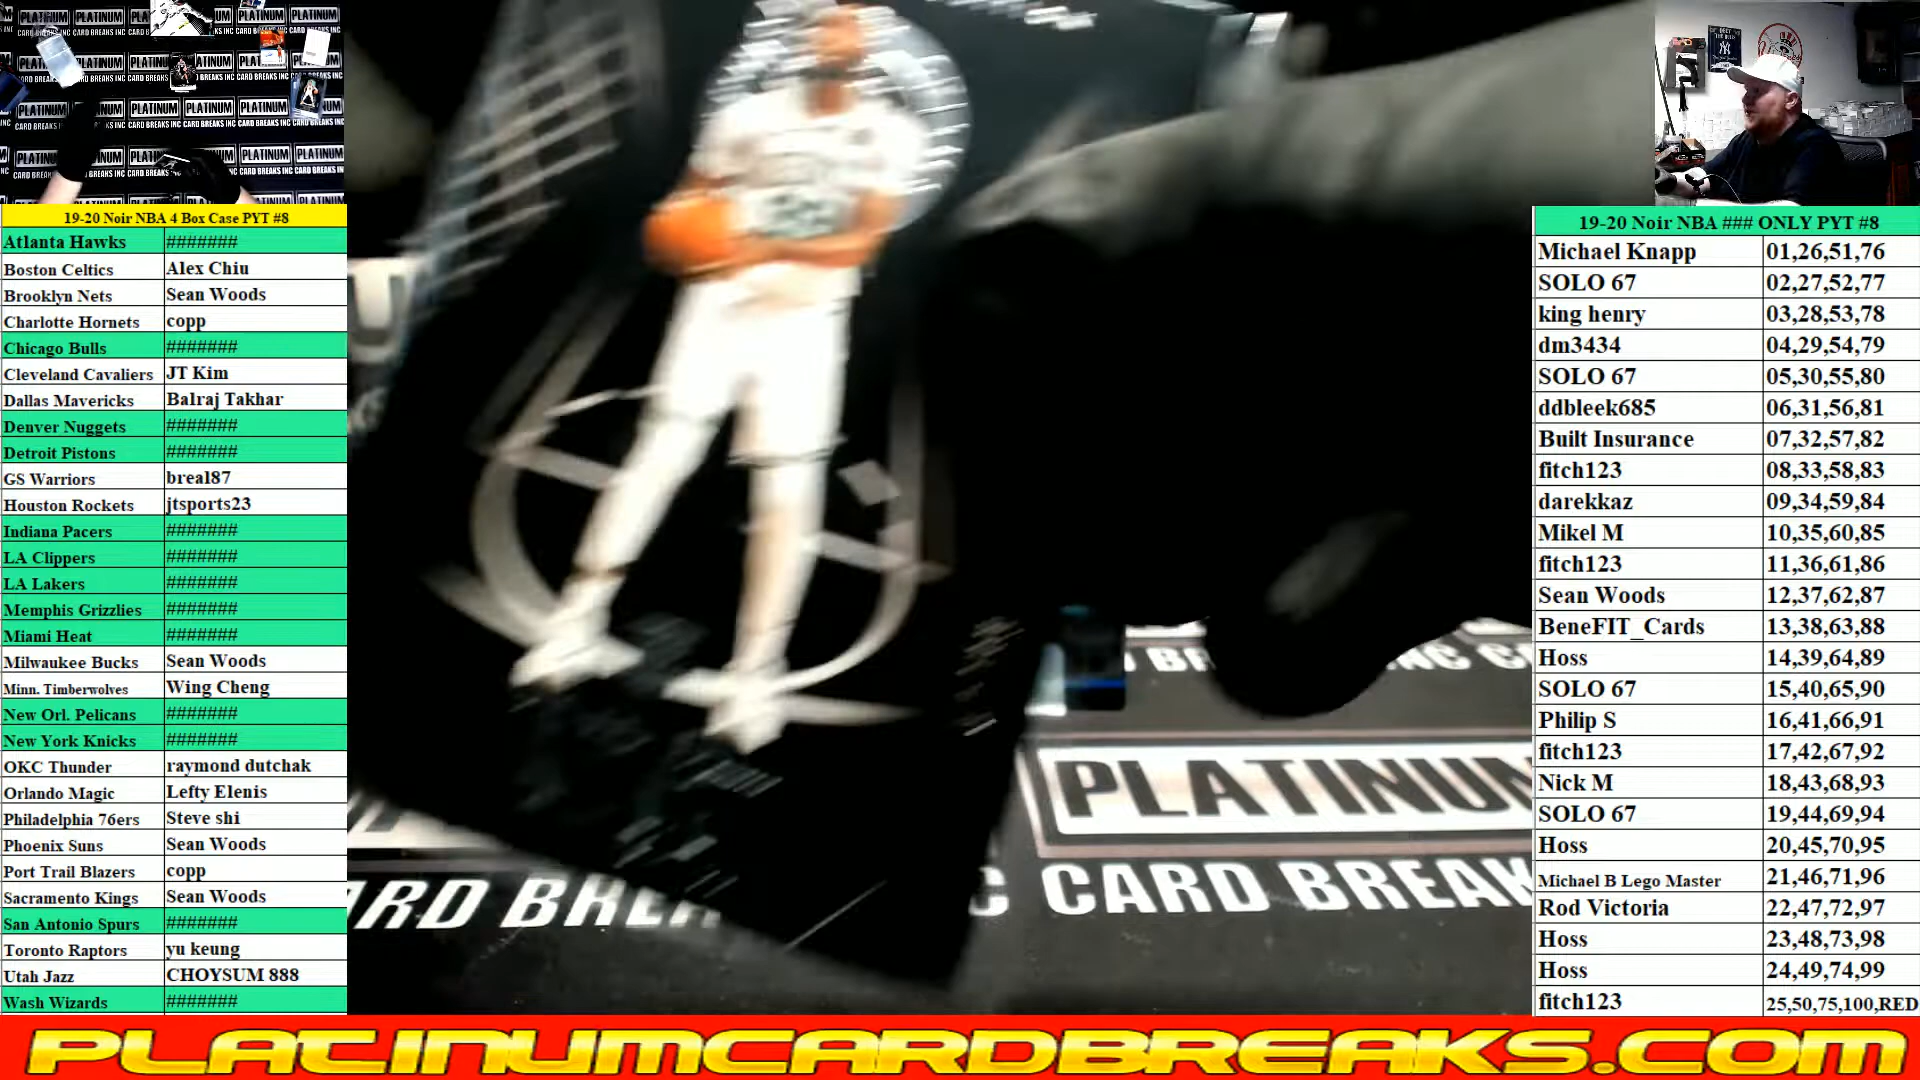 19-20 Noir NBA 4 Box Case PYT #8
Atlanta Hawks #######
Boston Celtics Alex Chiu
Brooklyn Nets Sean Woods
Charlotte Hornets copp
Chicago Bulls #######
Cleveland Cavaliers JT Kim
Dallas Mavericks Balraj Takhar
Denver Nuggets #######
Detroit Pistons #######
GS Warriors breal87
Houston Rockets jtsports23
Indiana Pacers #######
LA Clippers #######
LA Lakers #######
Memphis Grizzlies #######
Miami Heat #######
Milwaukee Bucks Sean Woods
Minn. Timberwolves Wing Cheng
New Orl. Pelicans #######
New York Knicks #######
OKC Thunder raymond dutchak
Orlando Magic Lefty Elenis
Philadelphia 76ers Steve shi
Phoenix Suns Sean Woods
Port Trail Blazers copp
Sacramento Kings Sean Woods
San Antonio Spurs #######
Toronto Raptors yu keung
Utah Jazz CHOYSUM 888
Wash Wizards #######
PLATINUM
CARD BREAK
19-20 Noir NBA ### ONLY PYT #8
Michael Knapp 01,26,51,76
SOLO 67 02,27,52,77
king henry 03,28,53,78
dm3434 04,29,54,79
SOLO 67 05,30,55,80
ddbleek685 06,31,56,81
Built Insurance 07,32,57,82
fitch123 08,33,58,83
darekkaz 09,34,59,84
Mikel M 10,35,60,85
fitch123 11,36,61,86
Sean Woods 12,37,62,87
BeneFIT_Cards 13,38,63,88
Hoss 14,39,64,89
SOLO 67 15,40,65,90
Philip S 16,41,66,91
fitch123 17,42,67,92
Nick M 18,43,68,93
SOLO 67 19,44,69,94
Hoss 20,45,70,95
Michael B Lego Master 21,46,71,96
Rod Victoria 22,47,72,97
Hoss 23,48,73,98
Hoss 24,49,74,99
fitch123 25,50,75,100,RED
PLATINUMCARDBREAKS.COM